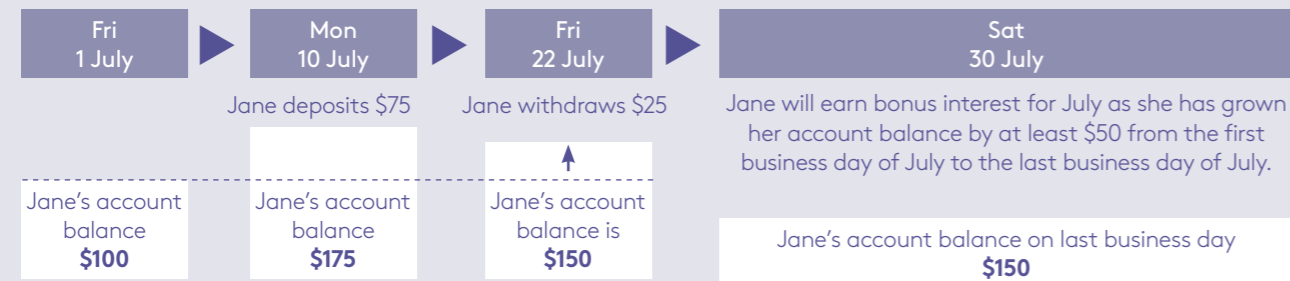 Fri
1 July
Mon
10 July
Fri
22 July
Sat
30 July
Jane deposits $75
Jane withdraws $25
Jane will earn bonus interest for July as she has grown
her account balance by at least $50 from the first
business day of July to the last business day of July.
Jane's account
balance
$100
Jane's account
balance
$175
Jane's account
balance is
$150
Jane's account balance on last business day
$150